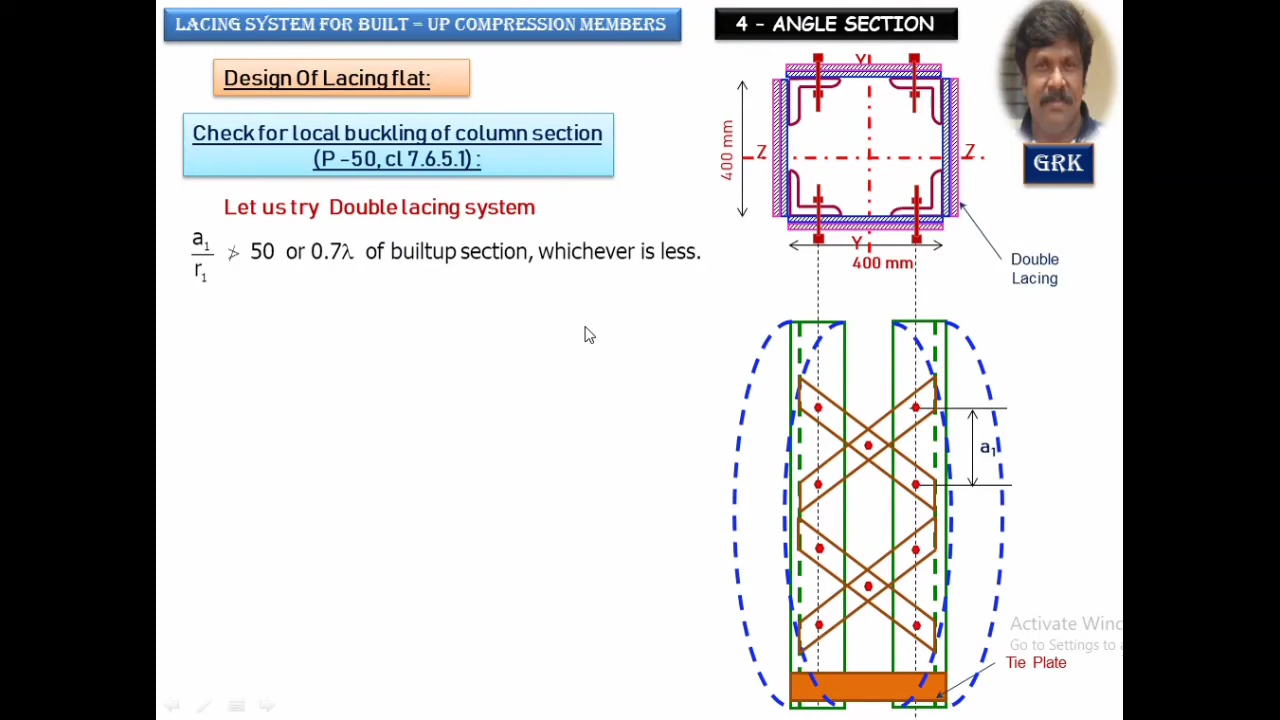 LACING SYSTEM FOR BUILT – UP COMPRESSION MEMBERS
4 - ANGLE SECTION
Design Of Lacing flat:
Check for local buckling of column section
(P -50, cl 7.6.5.1) :
Let us try Double lacing system
a1
r1
≯ 50 or 0.7λ of builtup section, whichever is less.
Y
400 mm
Z
Z
Y
400 mm
GRK
Double
Lacing
a1
Activate Winc
Go to Settings to a
Tie Plate